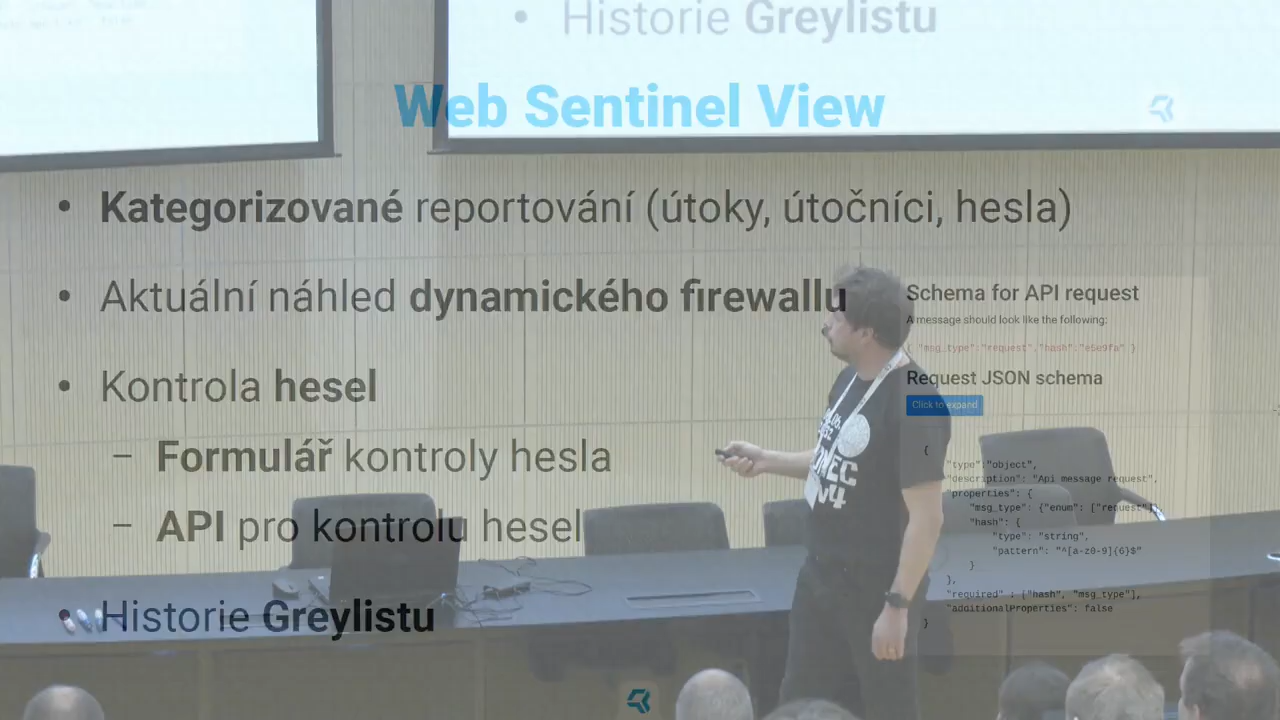 Historie Greylistu
Web Sentinel View
Kategorizované reportování (útoky, útočníci, hesla)
Aktuální náhled dynamického firewallu
Kontrola hesel
Formulář kontroly hesla
API pro kontrolu hesel
Historie Greylistu
Schema for API request
A message should look like the following:
{ "msg_type":"request","hash":"e5e9fa" }
Request JSON schema
Click to expand
{
"type":"object",
"description": "Api message request",
"properties": {
"msg_type": {"enum": ["request"]},
"hash": {
"type": "string",
"pattern": "^[a-z0-9]{6}$"
}
},
"required" : ["hash", "msg_type"],
"additionalProperties": false
}